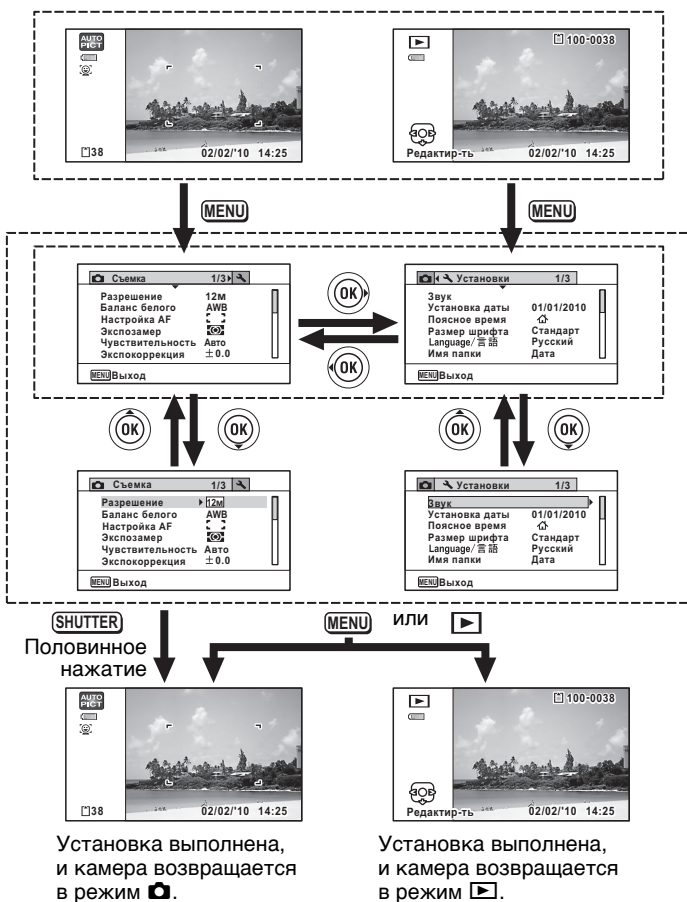 AUTO PICT
100-0038
38
02/02/'10 14:25
Редактир-ть
02/02/'10 14:25
MENU
MENU
Съемка 1/3
Разрешение 12м
Баланс белого AWB
Настройка AF
Экспозамер
Чувствительность Авто
Экспокоррекция ±0.0
MENU Выход
OK
OK
Установки 1/3
Звук
Установка даты 01/01/2010
Поясное время
Размер шрифта Стандарт
Language/言語 Русский
Имя папки Дата
MENU Выход
OK
OK
OK
OK
Съемка 1/3
Разрешение 12м
Баланс белого AWB
Настройка AF
Экспозамер
Чувствительность Авто
Экспокоррекция ±0.0
MENU Выход
Установки 1/3
Звук
Установка даты 01/01/2010
Поясное время
Размер шрифта Стандарт
Language/言語 Русский
Имя папки Дата
MENU Выход
SHUTTER
Половинное
нажатие
MENU или
AUTO PICT
100-0038
38
02/02/'10 14:25
Редактир-ть
02/02/'10 14:25
Установка выполнена,
и камера возвращается
в режим .
Установка выполнена,
и камера возвращается
в режим .